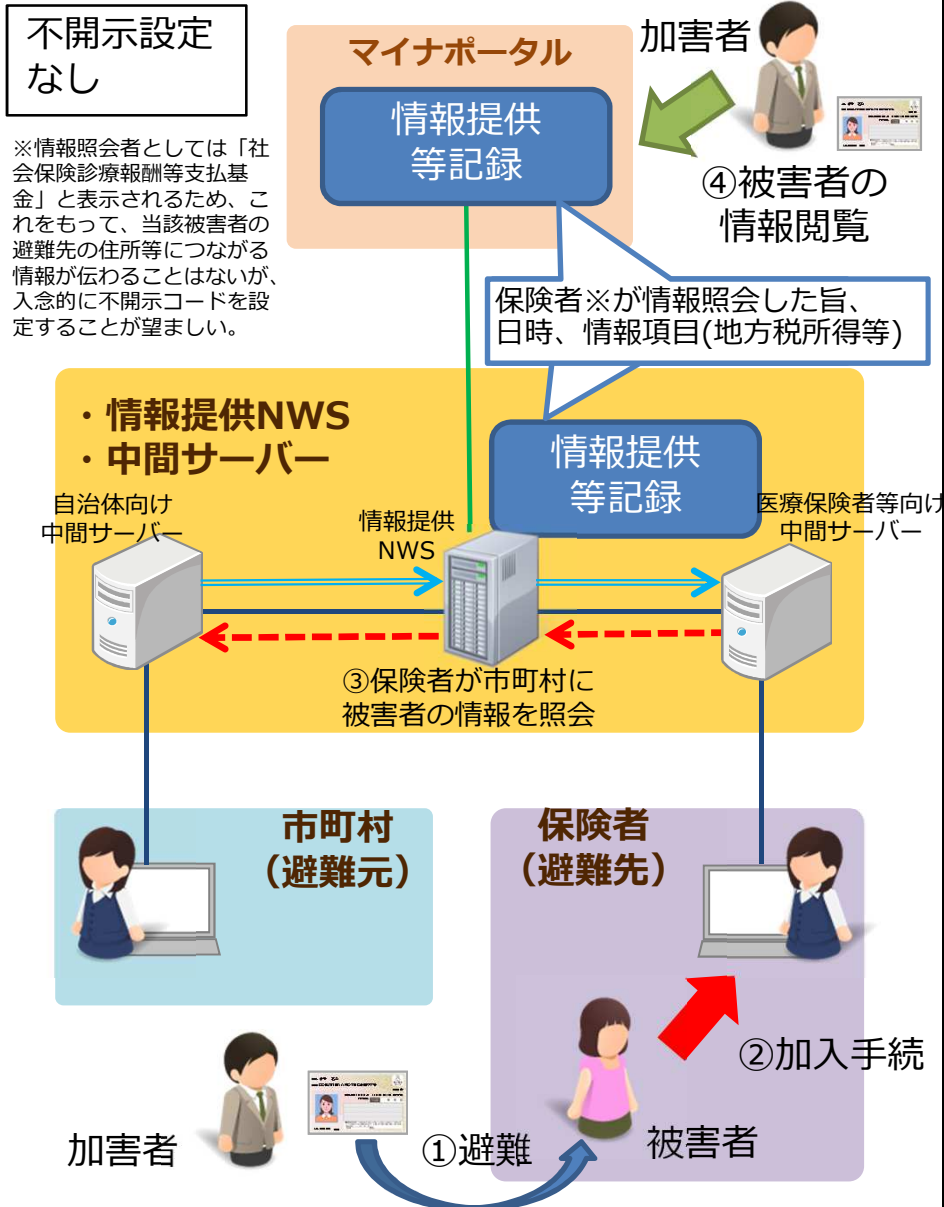 不開示設定
なし
※情報照会者としては「社
会保険診療報酬等支払基
金」と表示されるため、こ
れをもって、当該被害者の
避難先の住所等につながる
情報が伝わることはないが、
入念的に不開示コードを設
定することが望ましい。
マイナポータル
情報提供
等記録
加害者
④被害者の
情報閲覧
保険者※が情報照会した旨、
日時、情報項目(地方税所得等)
・情報提供NWS
・中間サーバー
情報提供
等記録
自治体向け
中間サーバー
情報提供
NWS
医療保険者等向け
中間サーバー
③保険者が市町村に
被害者の情報を照会
市町村
（避難元）
保険者
（避難先）
②加入手続
加害者
①避難
被害者